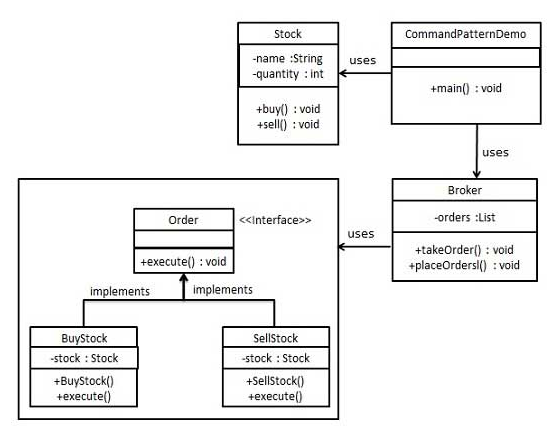 Stock
-name :String
-quantity : int
+buy() : void
+sell() : void
uses
CommandPatternDemo
+main() : void
uses
Broker
-orders :List
+takeOrder() : void
+placeOrdersl() : void
uses
Order
<<Interface>>
+execute() : void
implements
implements
BuyStock
-stock : Stock
+BuyStock()
+execute()
SellStock
-stock : Stock
+SellStock()
+execute()